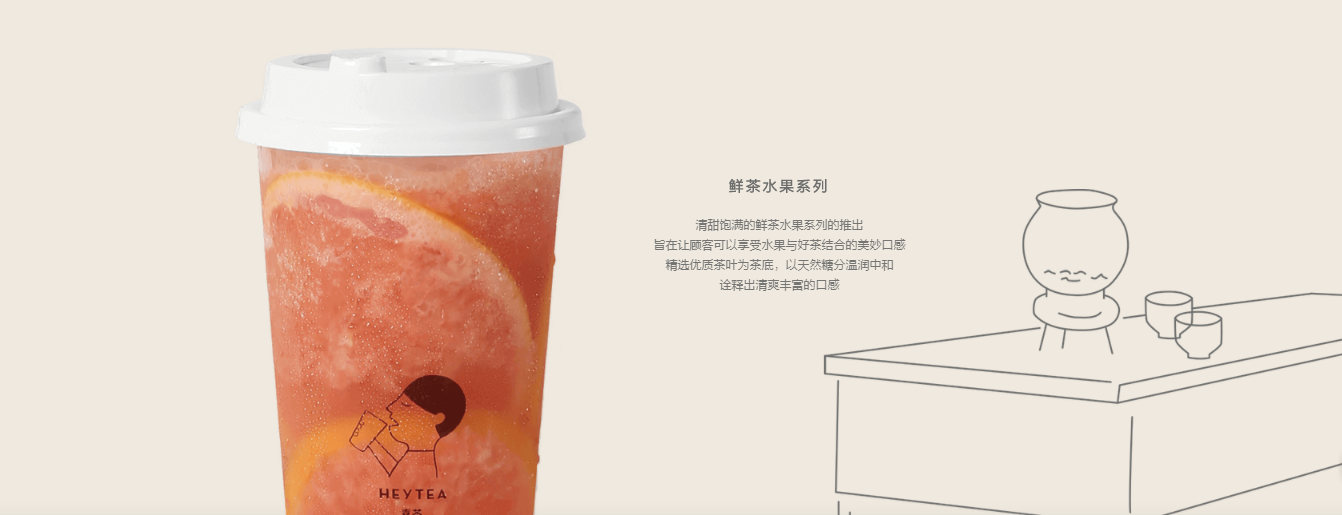 鲜茶水果系列
清甜饱满的鲜茶水果系列的推出
旨在让顾客可以享受水果与好茶结合的美妙口感
精选优质茶叶为茶底，以天然糖分温润中和
诠释出清爽丰富的口感
HEYTEA
喜茶